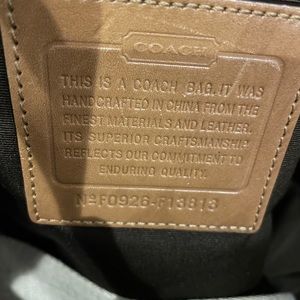 COACH
THIS IS A COACH BAG. IT WAS
HANDCRAFTED IN CHINA FROM THE
FINEST MATERIALS AND LEATHER.
ITS SUPERIOR CRAFTSMANSHIP
REFLECTS OUR COMMITMENT TO
ENDURING QUALITY.
Nº F0926-F13813